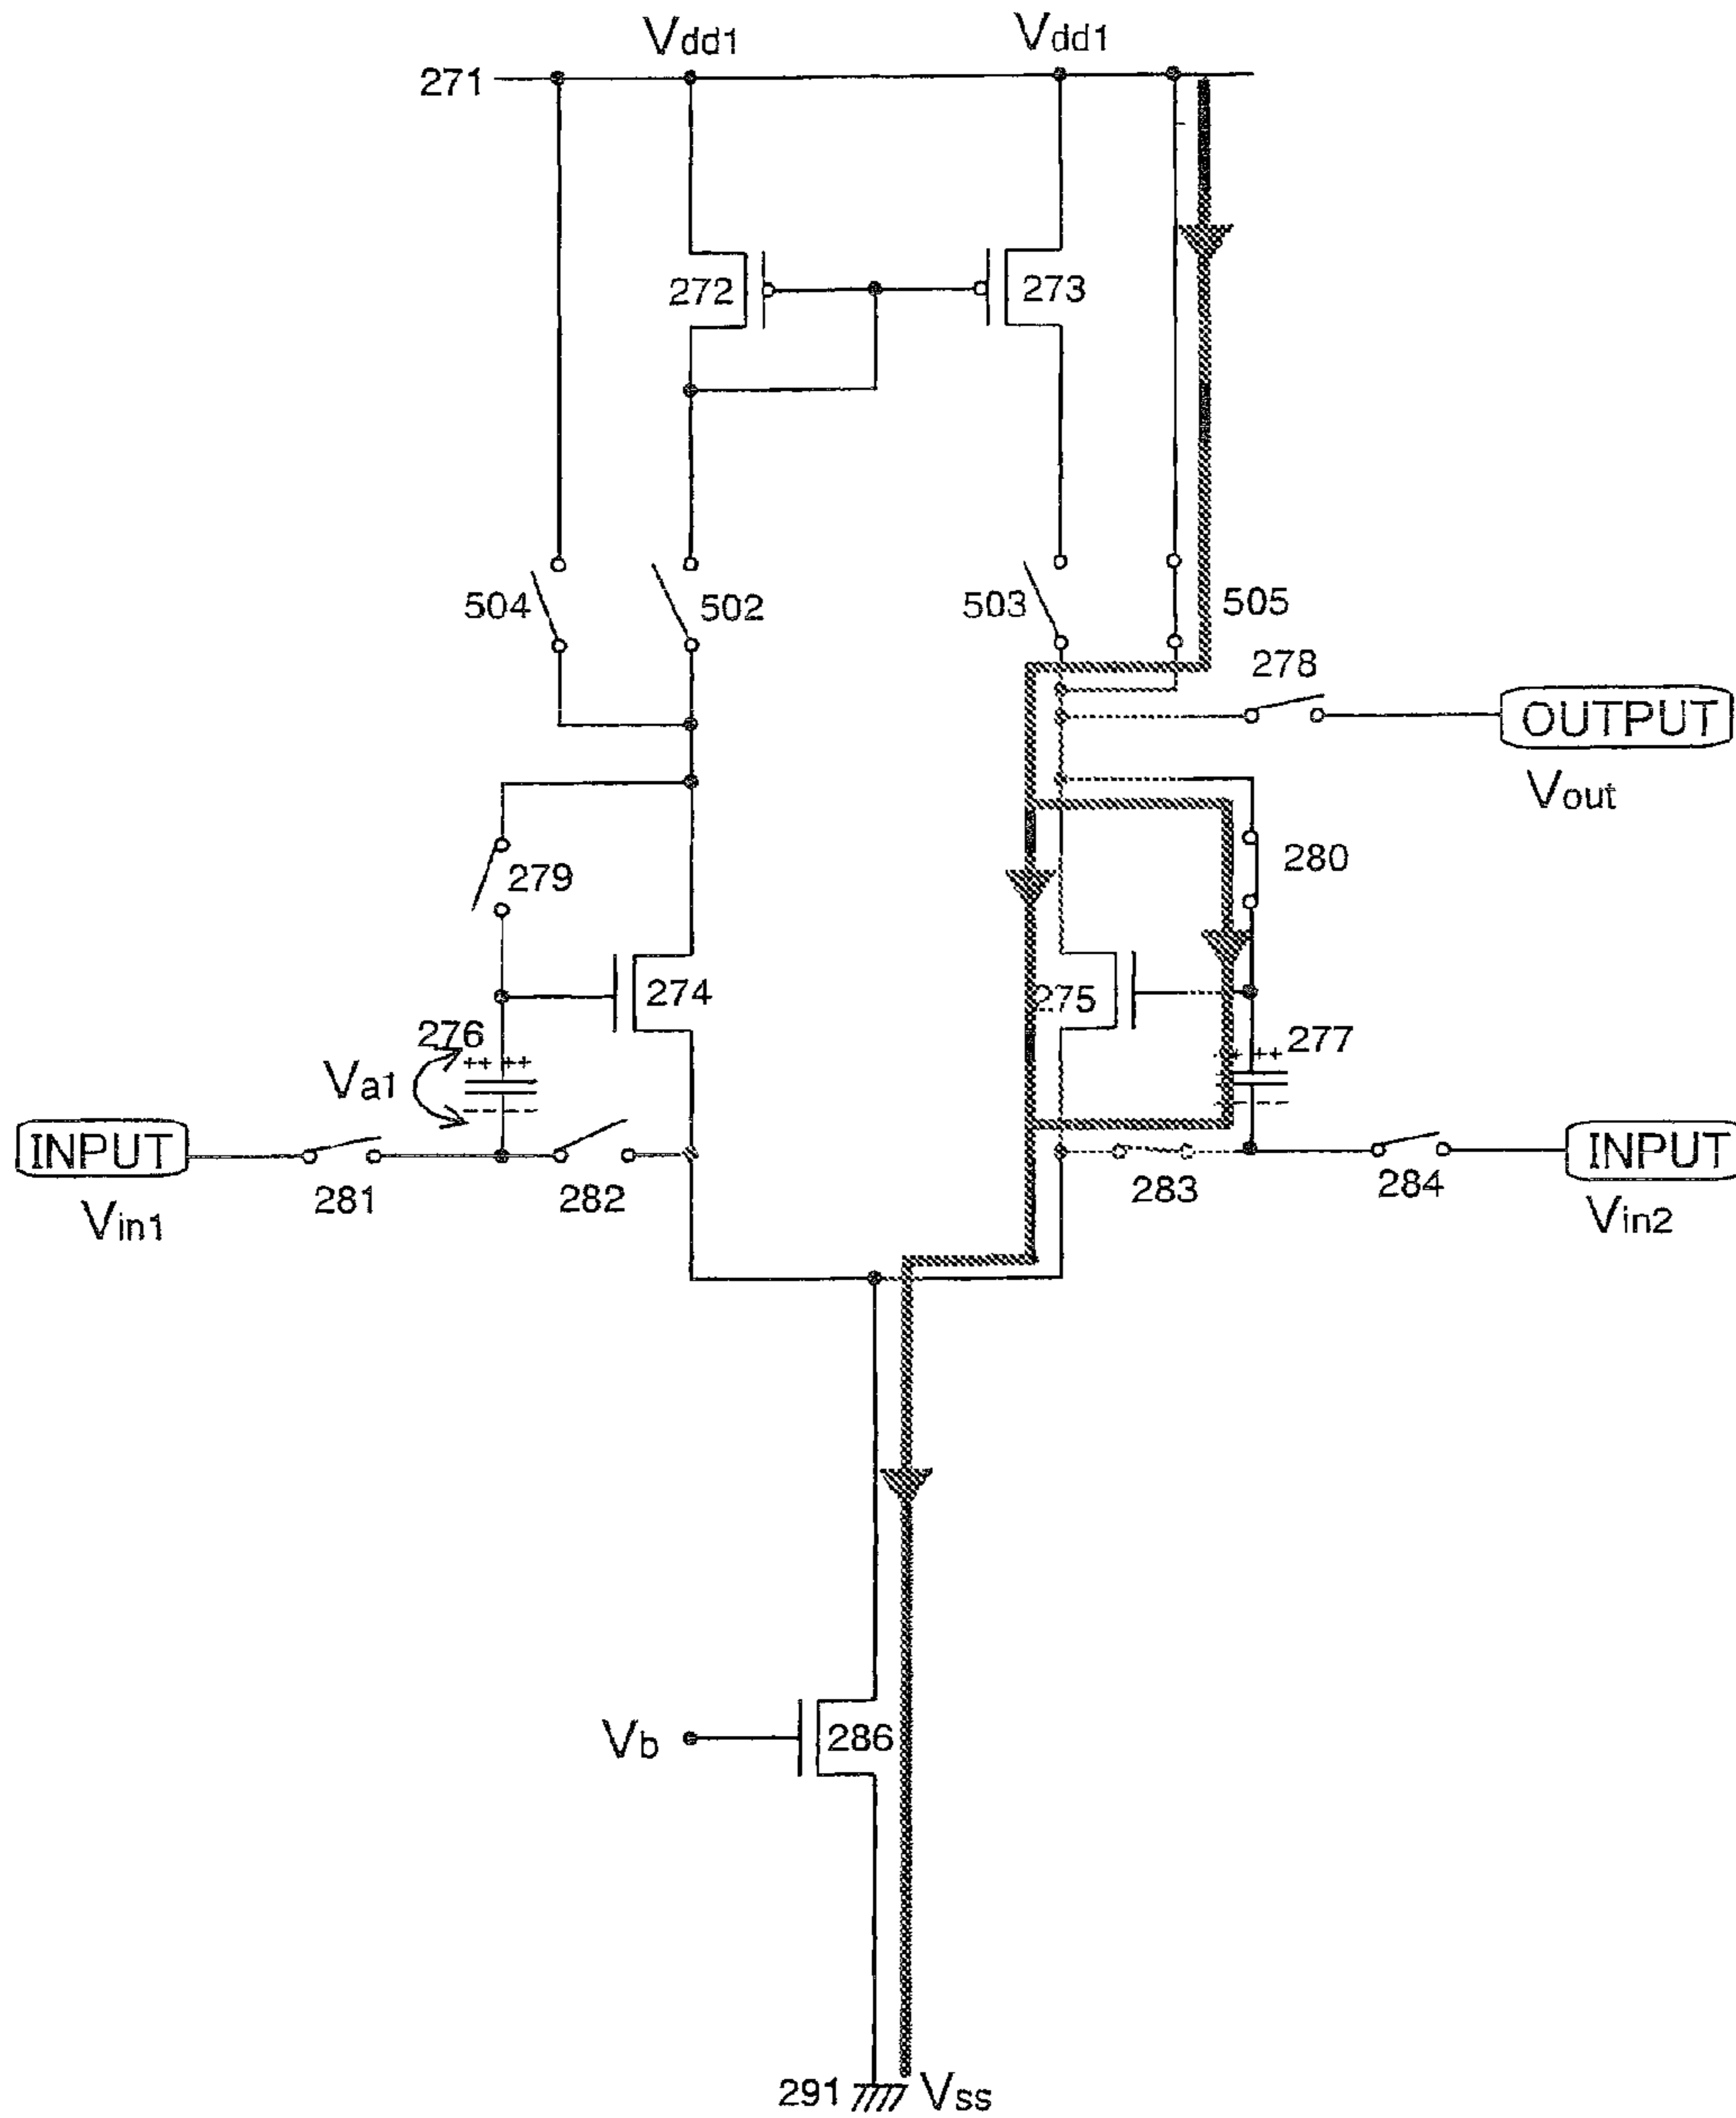 Vdd1
Vdd1
271
272
273
504
502
503
505
278
OUTPUT
Vout
279
280
274
275
276
++ ++
277
++ ++
Va1
INPUT
281
282
283
284
INPUT
Vin1
Vin2
Vb
286
291
Vss